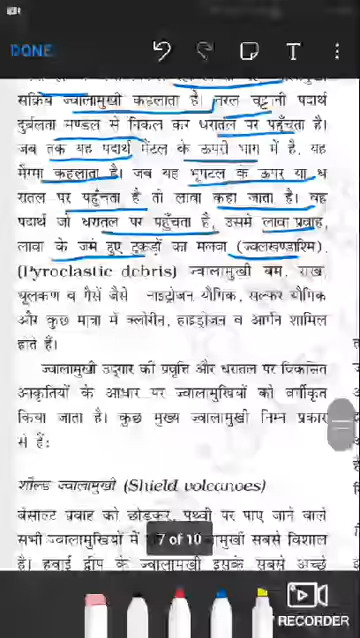 DONE
T
सक्रिय ज्वालामुखी कहलाता है। तरल चट्टानी पदार्थ
दुर्बलता मण्डल से निकल कर धरातल पर पहुँचता है।
जब तक यह पदार्थ मैंटल के ऊपरी भाग में है, यह
मैग्मा कहलाता है। जब यह भूपटल के ऊपर या ध
रातल पर पहुँचता है तो लावा कहा जाता है। वह
पदार्थ जो धरातल पर पहुँचता है, उसमें लावा प्रवाह,
लावा के जमे हुए टुकड़ों का मलवा (ज्वलखण्डाश्मि)
(Pyroclastic debris) ज्वालामुखी बम, राख,
धूलकण व गैसें जैसे नाइट्रोजन यौगिक, सल्फर यौगिक
और कुछ मात्रा में क्लोरीन, हाइड्रोजन व आर्गन शामिल
होते हैं।
ज्वालामुखी उद्गार की प्रवृत्ति और धरातल पर विकसित
आकृतियों के आधार पर ज्वालामुखियों को वर्गीकृत
किया जाता है। कुछ मुख्य ज्वालामुखी निम्न प्रकार
से हैं:
शील्ड ज्वालामुखी (Shield volcanoes)
बेसाल्ट प्रवाह को छोड़कर, पृथ्वी पर पाए जाने वाले
सभी ज्वालामुखियों में 7 of 10 मुखी सबसे विशाल
है। हवाई द्वीप के ज्वालामुखी इसके सबसे अच्छे
RECORDER